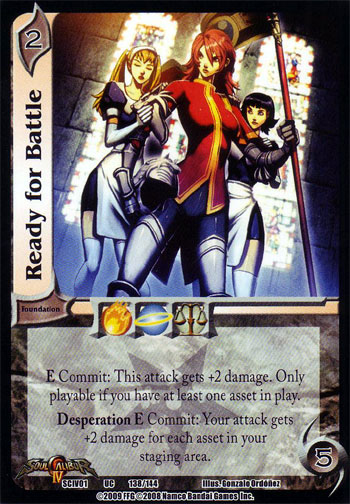 2
Ready for Battle
foundation
E Commit: This attack gets +2 damage. Only
playable if you have at least one asset in play.
Desperation E Commit: Your attack gets
+2 damage for each asset in your
staging area.
5
SOULCALIBUR
IV
SCIV01 UC 138/144 Illus. Gonzalo Ordóñez
©2009 FFG ©2008 Namco Bandai Games Inc.